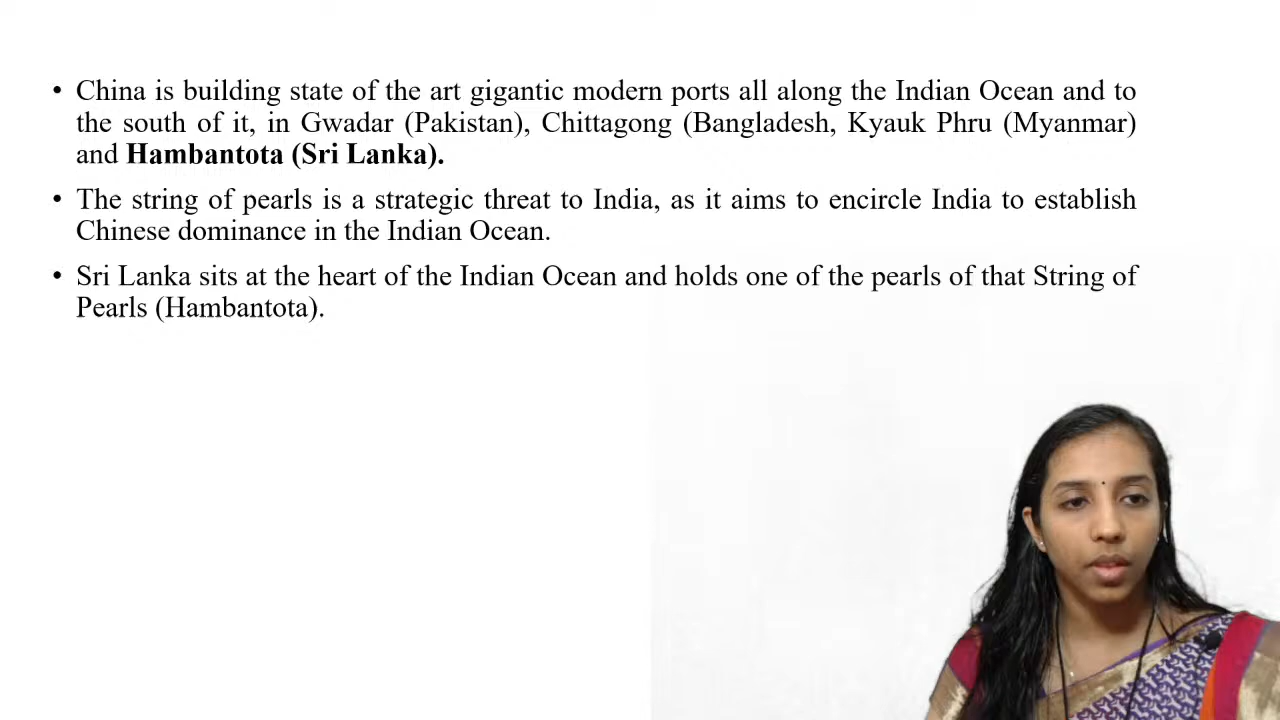 • China is building state of the art gigantic modern ports all along the Indian Ocean and to
the south of it, in Gwadar (Pakistan), Chittagong (Bangladesh, Kyauk Phru (Myanmar)
and Hambantota (Sri Lanka).
• The string of pearls is a strategic threat to India, as it aims to encircle India to establish
Chinese dominance in the Indian Ocean.
• Sri Lanka sits at the heart of the Indian Ocean and holds one of the pearls of that String of
Pearls (Hambantota).